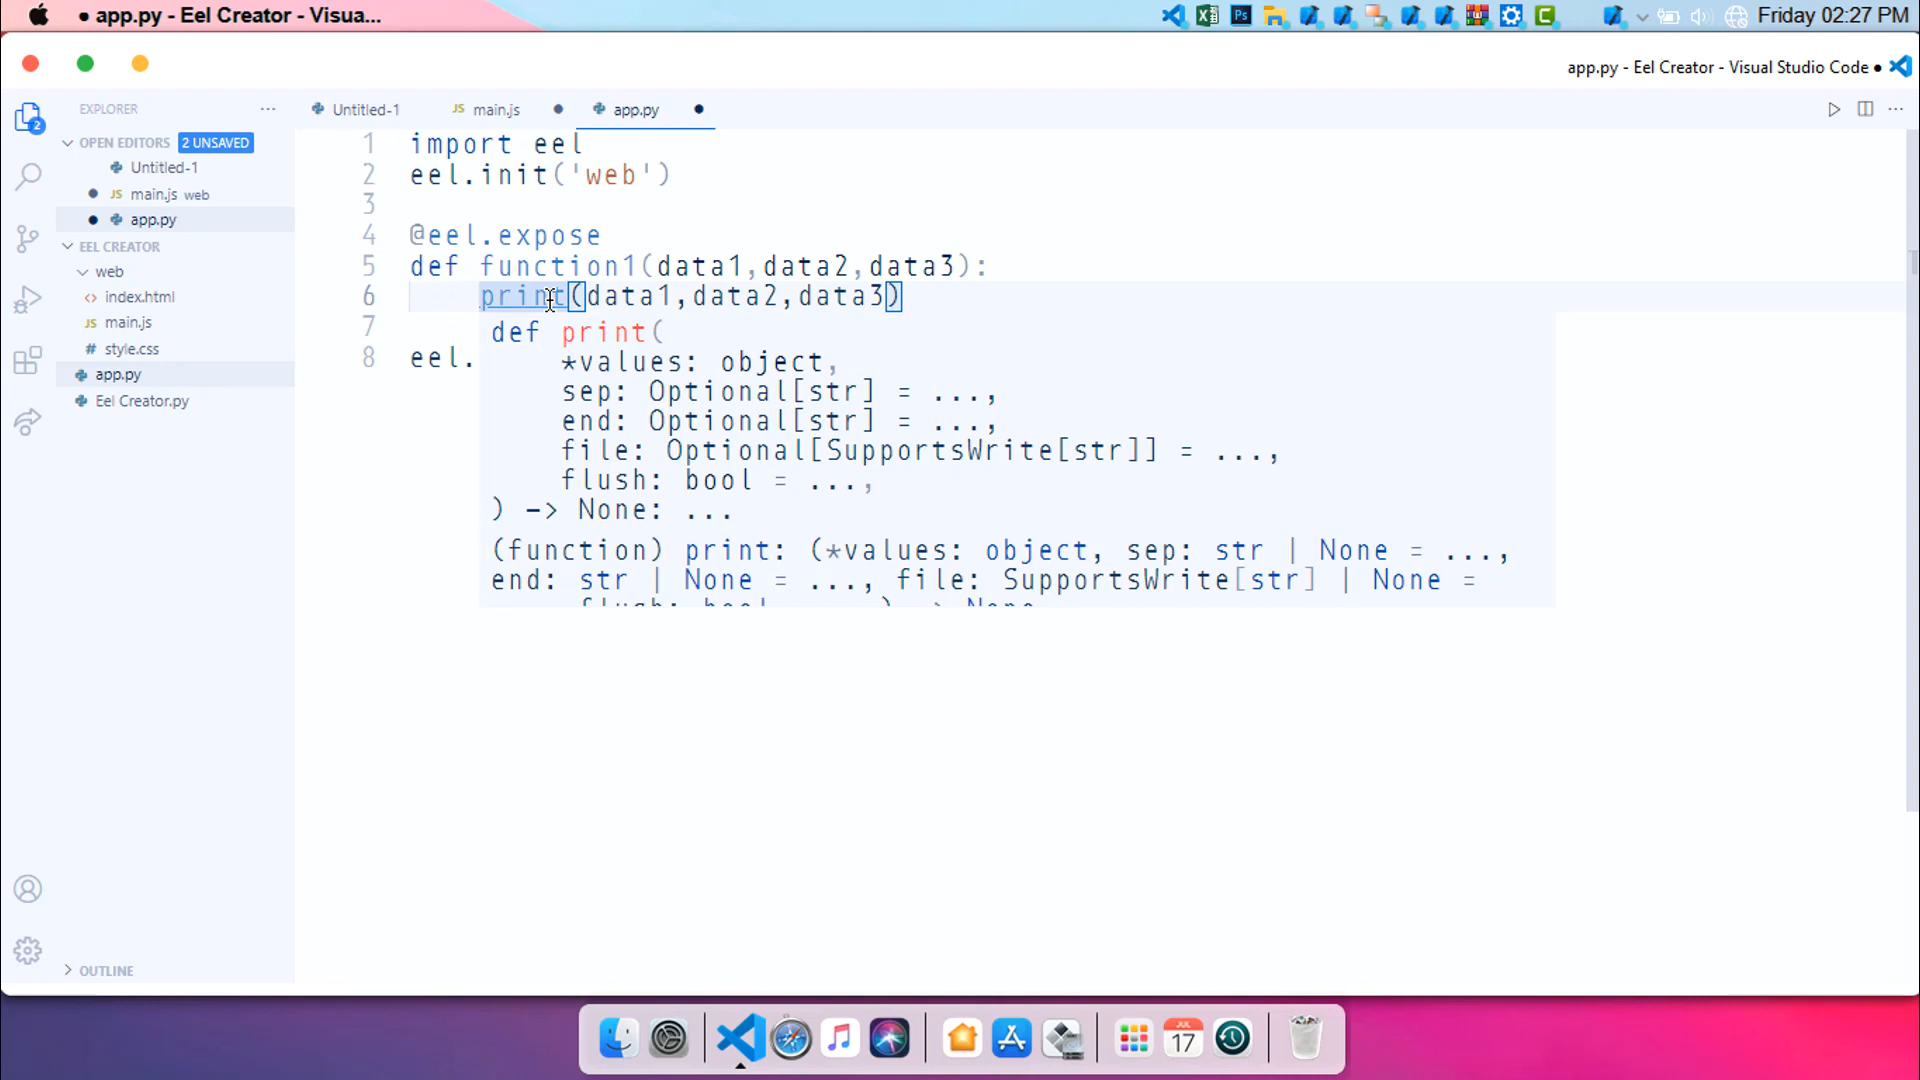 ● app.py - Eel Creator - Visua...
Friday 02:27 PM
app.py - Eel Creator - Visual Studio Code ●
EXPLORER
Untitled-1
JS main.js
app.py
OPEN EDITORS 2 UNSAVED
Untitled-1
JS main.js web
app.py
EEL CREATOR
web
<> index.html
JS main.js
style.css
app.py
Eel Creator.py
OUTLINE
2
1 import eel
2 eel.init('web')
3
4 @eel.expose
5 def function1(data1,data2,data3):
6 print(data1,data2,data3)
7
8 eel.
def print(
*values: object,
sep: Optional[str] = ...,
end: Optional[str] = ...,
file: Optional[SupportsWrite[str]] = ...,
flush: bool = ...,
) -> None: ...
(function) print: (*values: object, sep: str | None = ...,
end: str | None = ..., file: SupportsWrite[str] | None =
JUL
17